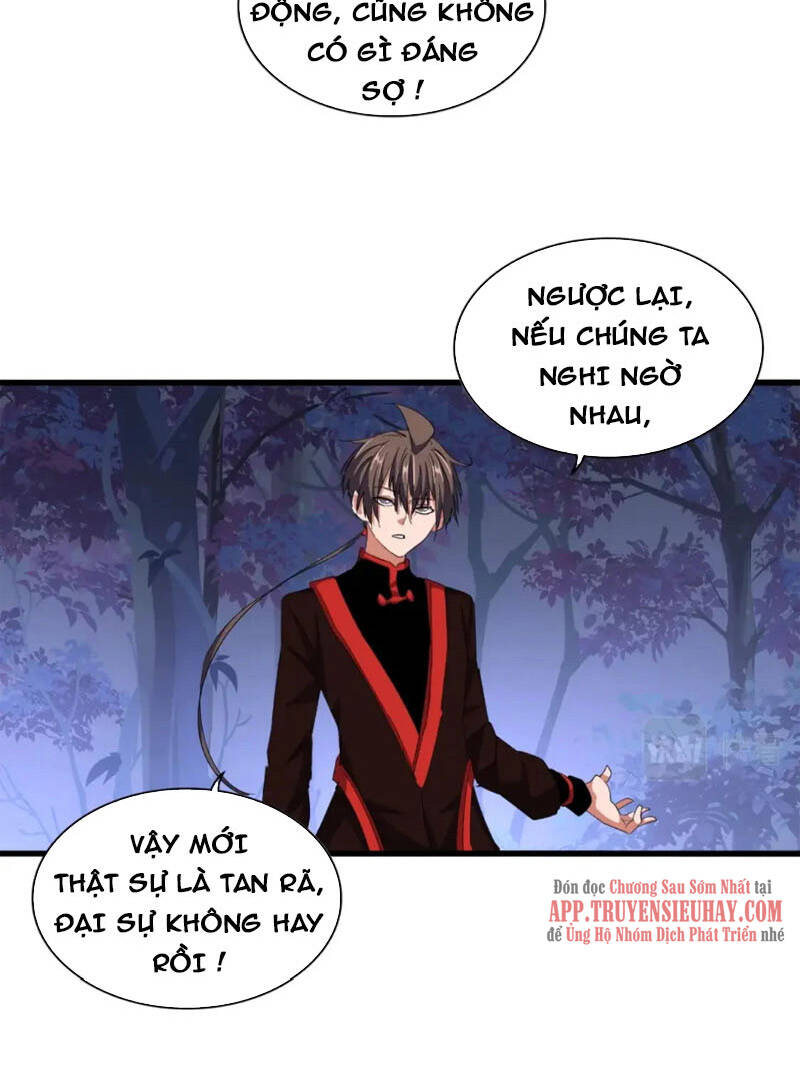 ĐỘNG, CŨNG KHÔNG
CÓ GÌ ĐÁNG
SỢ !
NGƯỢC LẠI,
NẾU CHÚNG TA
NGHI NGỜ
NHAU,
VẬY MỚI
THẬT SỰ LÀ TAN RÃ,
ĐẠI SỰ KHÔNG HAY
RỒI !
Đón đọc Chương Sau Sớm Nhất tại
APP.TRUYENSIEUHAY.COM
để Ủng Hộ Nhóm Dịch Phát Triển nhé